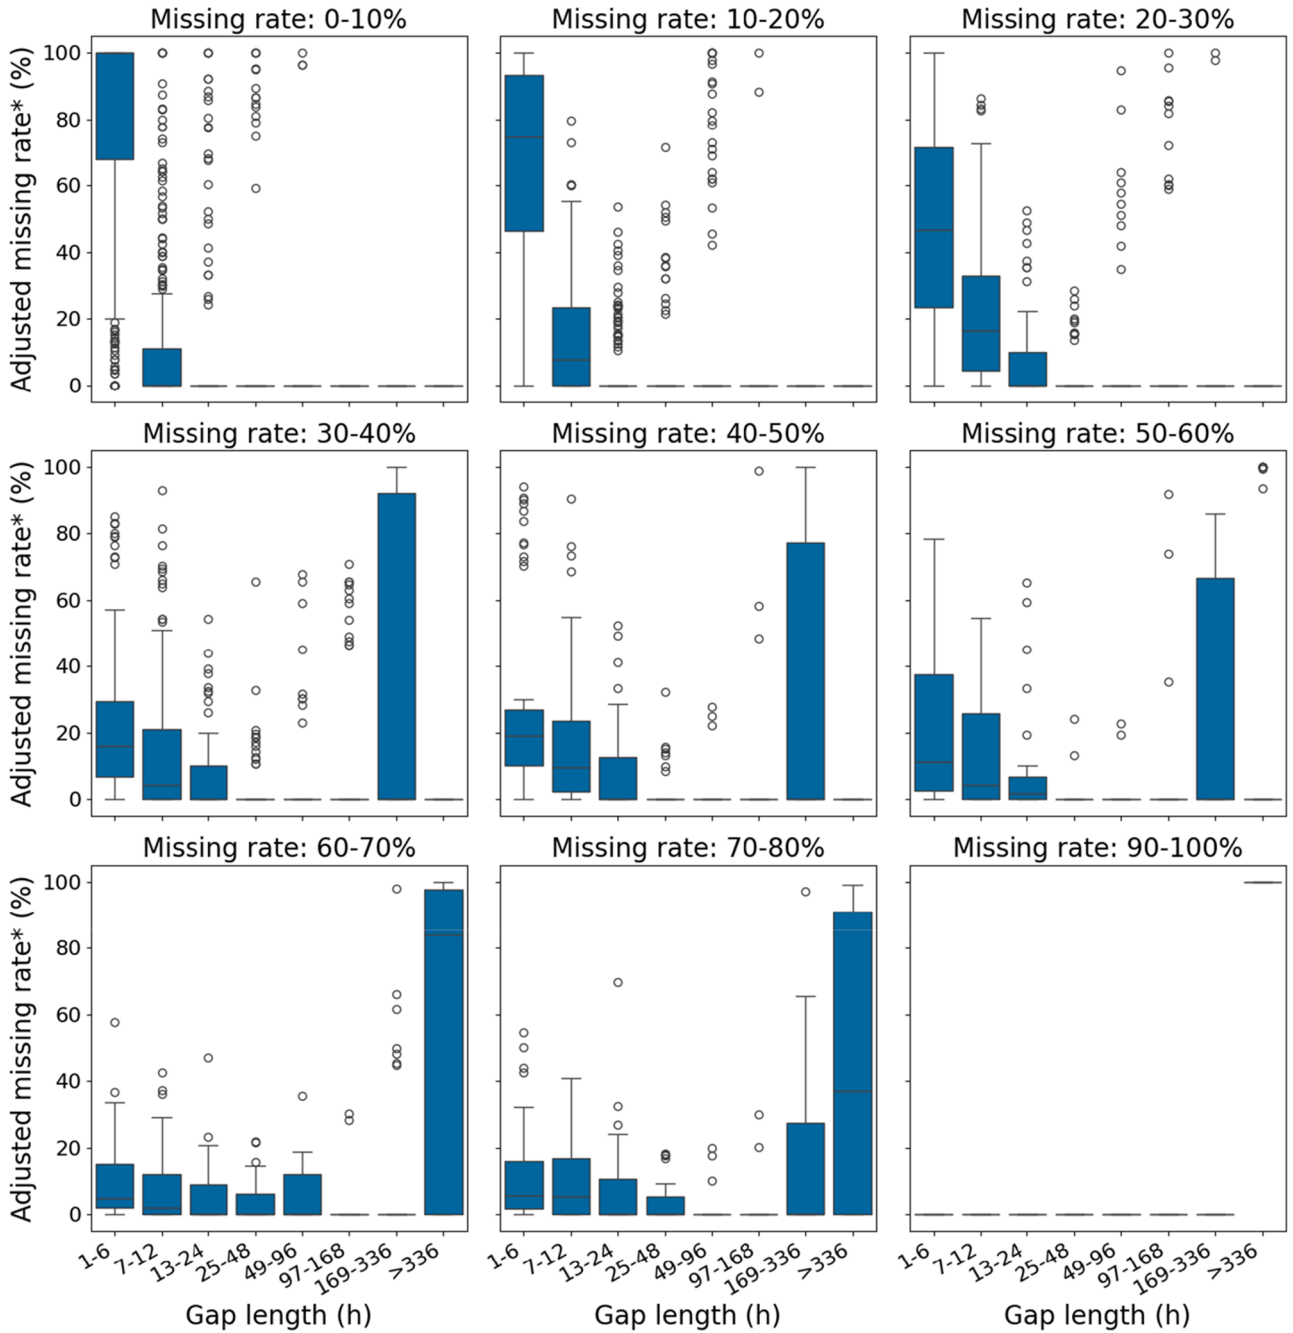 Missing rate: 0-10%
Missing rate: 10-20%
Missing rate: 20-30%
Adjusted missing rate* (%)
100
80
60
40
20
0
Missing rate: 30-40%
Missing rate: 40-50%
Missing rate: 50-60%
Adjusted missing rate* (%)
100
80
60
40
20
0
Missing rate: 60-70%
Missing rate: 70-80%
Missing rate: 90-100%
Adjusted missing rate* (%)
100
80
60
40
20
0
1-6
7-12
13-24
25-48
49-96
97-168
169-336
>336
1-6
7-12
13-24
25-48
49-96
97-168
169-336
>336
1-6
7-12
13-24
25-48
49-96
97-168
169-336
>336
Gap length (h)
Gap length (h)
Gap length (h)